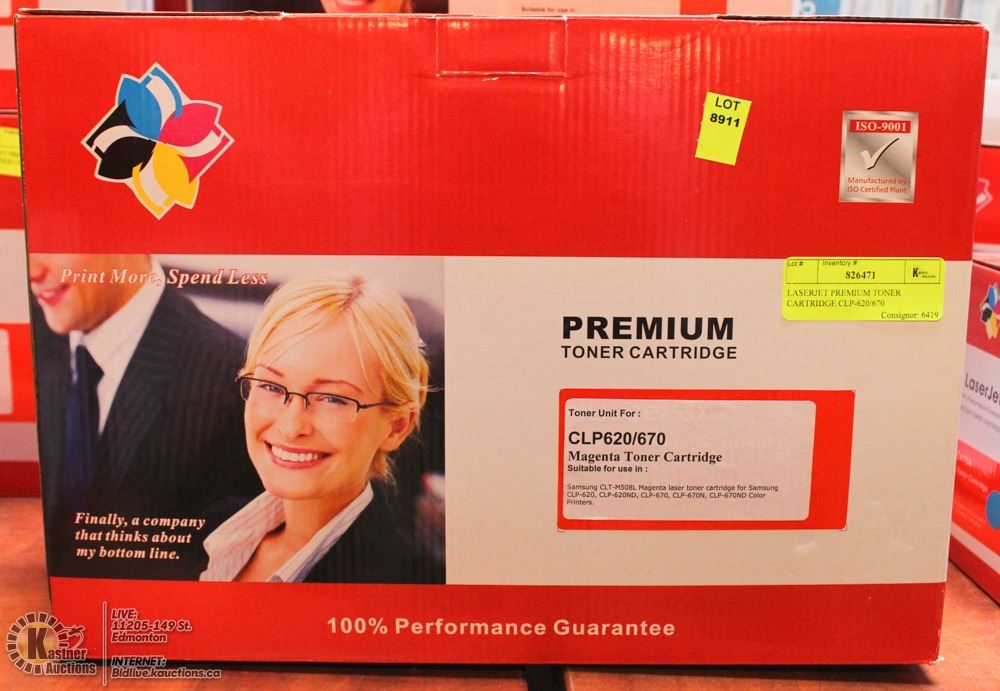 LOT
8911
ISO-9001
Manufactured by
ISO Certified Plant
Print More, Spend Less
Lot # Inventory #
826471
LASERJET PREMIUM TONER
CARTRIDGE CLP-620/670
Consignor: 6419
PREMIUM
TONER CARTRIDGE
Toner Unit For :
CLP620/670
Magenta Toner Cartridge
Suitable for use in :
Samsung CLT-M508L Magenta laser toner cartridge for Samsung
CLP-620, CLP-620ND, CLP-670, CLP-670N, CLP-670ND Color
Printers.
Finally, a company
that thinks about
my bottom line.
100% Performance Guarantee
LaserJe
Kastner
Auctions
LIVE:
11205-149 St.
Edmonton
INTERNET:
Bidlive.kauctions.ca